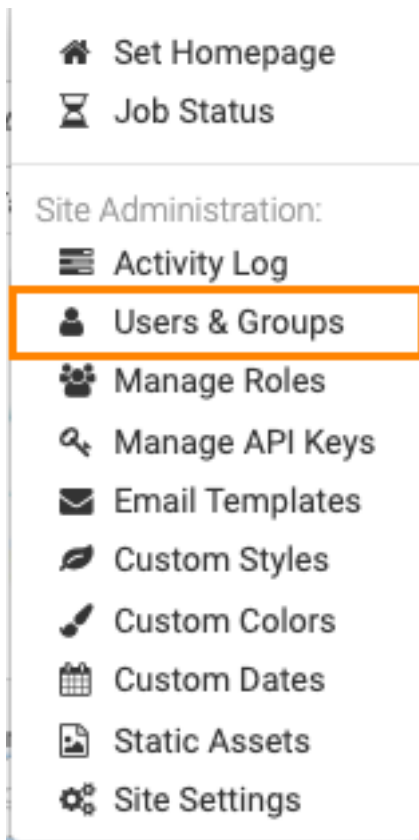 Set Homepage
Job Status
Site Administration:
Activity Log
Users & Groups
Manage Roles
Manage API Keys
Email Templates
Custom Styles
Custom Colors
Custom Dates
Static Assets
Site Settings